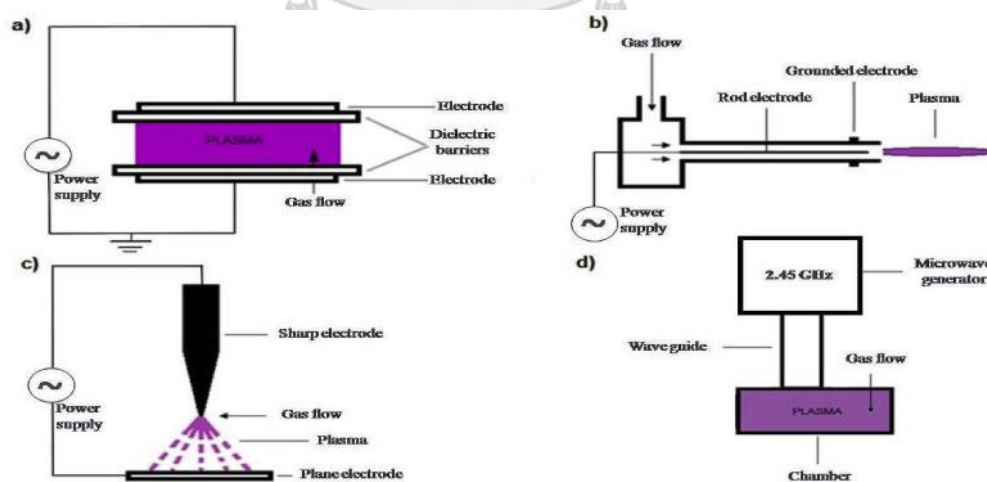 a)
Electrode
PLASMA
Dielectric
barriers
Power
supply
Electrode
Gas flow
b)
Gas flow
Grounded electrode
Rod electrode
Plasma
Power
supply
c)
Sharp electrode
Power
supply
Gas flow
Plasma
Plane electrode
d)
2.45 GHz
Microwave
generator
Wave guide
Gas flow
PLASMA
Chamber